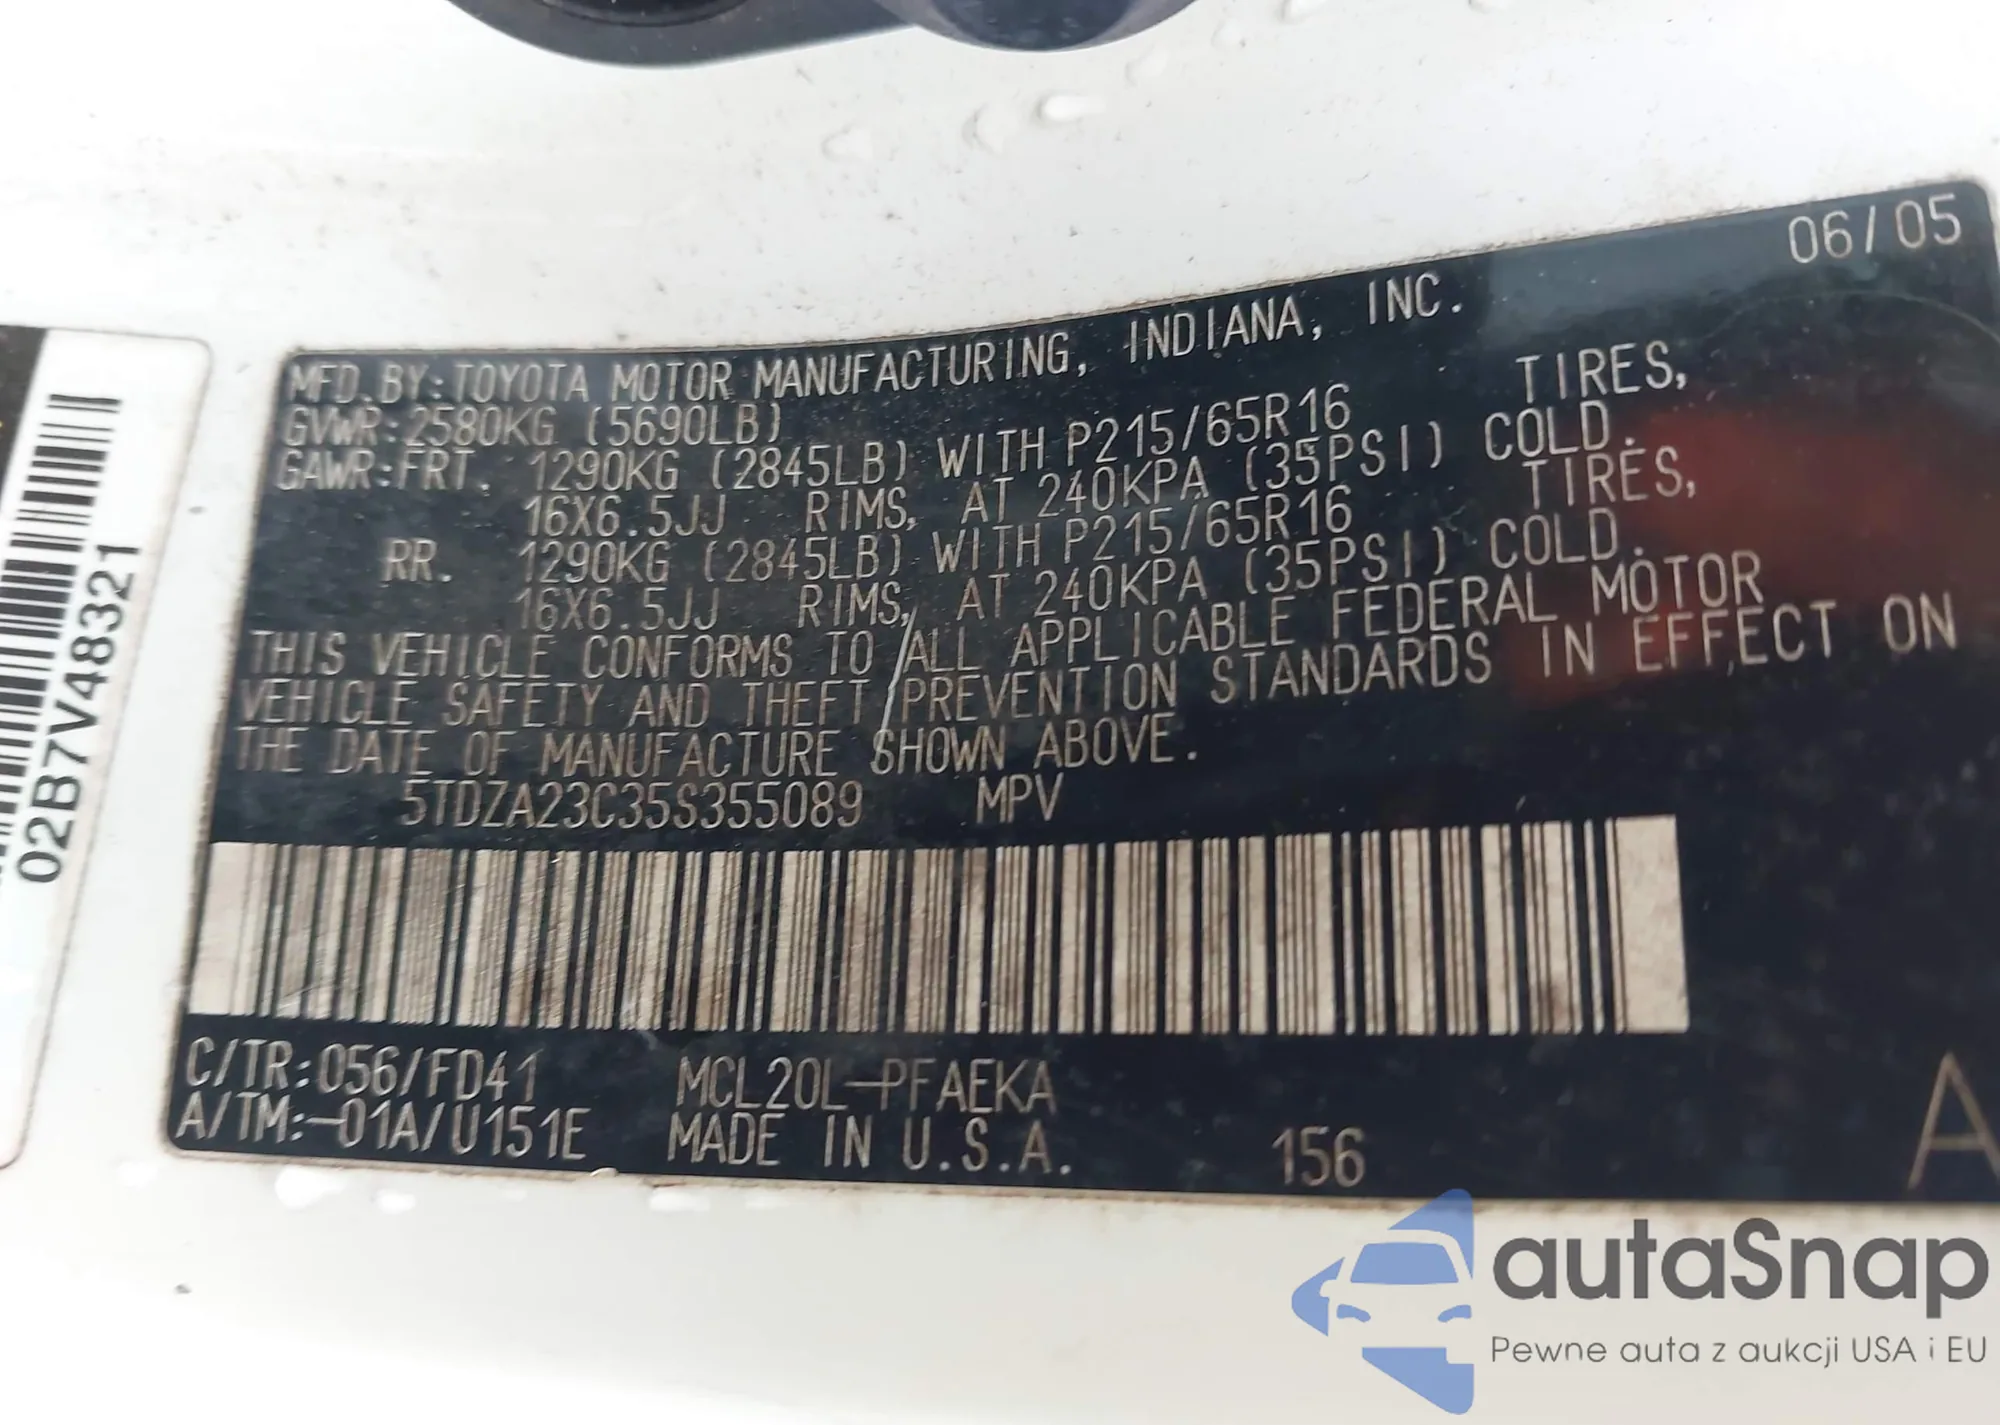 06/05
MFD.BY:TOYOTA MOTOR MANUFACTURING, INDIANA, INC.
GVWR:2580KG (5690LB)
GAWR:FRT. 1290KG (2845LB) WITH P215/65R16 TIRES,
16X6.5JJ RIMS, AT 240KPA (35PSI) COLD.
RR. 1290KG (2845LB) WITH P215/65R16 TIRES,
16X6.5JJ RIMS, AT 240KPA (35PSI) COLD.
THIS VEHICLE CONFORMS TO ALL APPLICABLE FEDERAL MOTOR
VEHICLE SAFETY AND THEFT PREVENTION STANDARDS IN EFFECT ON
THE DATE OF MANUFACTURE SHOWN ABOVE.
5TDZA23C35S355089 MPV
C/TR:056/FD41 MCL20L-PFAEKA
A/TM:-01A/U151E MADE IN U.S.A. 156
A
02B7V48321
autaSnap
Pewne auta z aukcji USA i EU